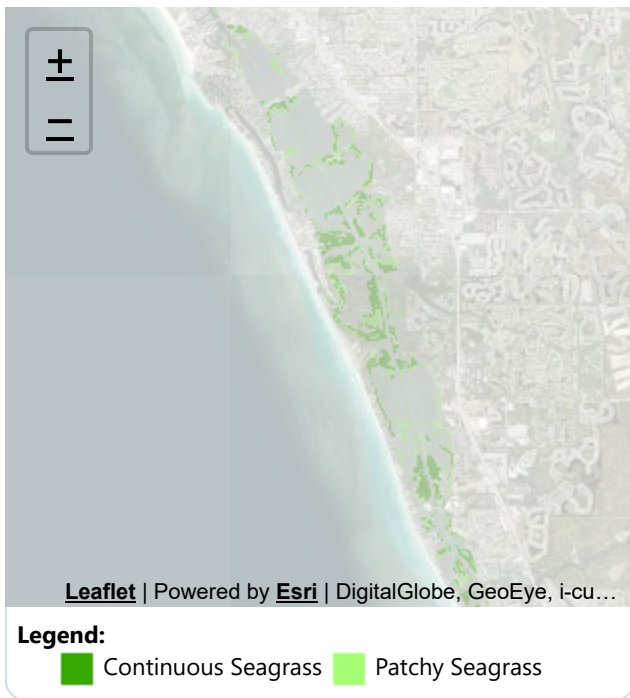 +
−
Leaflet | Powered by Esri | DigitalGlobe, GeoEye, i-cu…
Legend:
Continuous Seagrass Patchy Seagrass